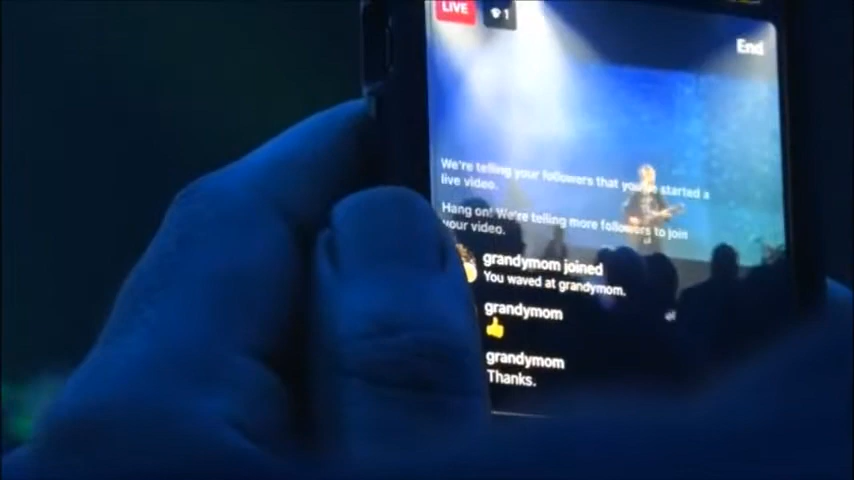 LIVE
1
End
We're telling your followers that you've started a
live video.
Hang on! We're telling more followers to join
your video.
grandymom joined
You waved at grandymom.
grandymom
👍
grandymom
Thanks.